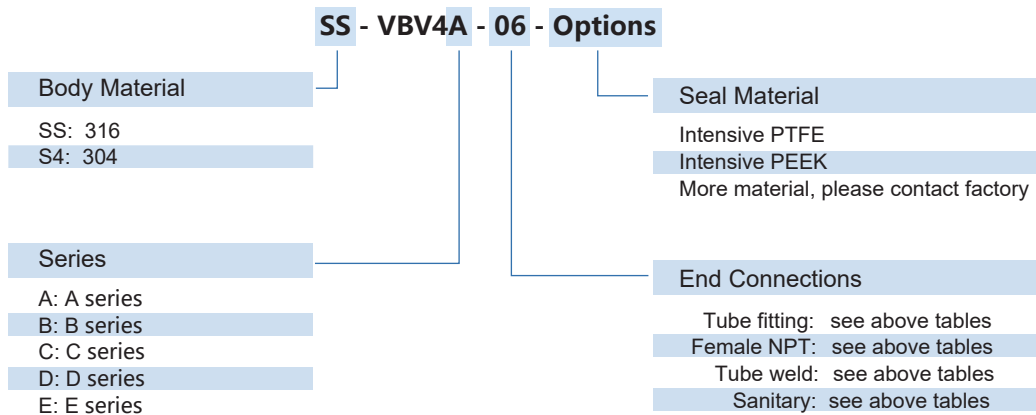 SS - VBV4A - 06 - Options
Body Material
SS: 316
S4: 304
Series
A: A series
B: B series
C: C series
D: D series
E: E series
Seal Material
Intensive PTFE
Intensive PEEK
More material, please contact factory
End Connections
Tube fitting: see above tables
Female NPT: see above tables
Tube weld: see above tables
Sanitary: see above tables